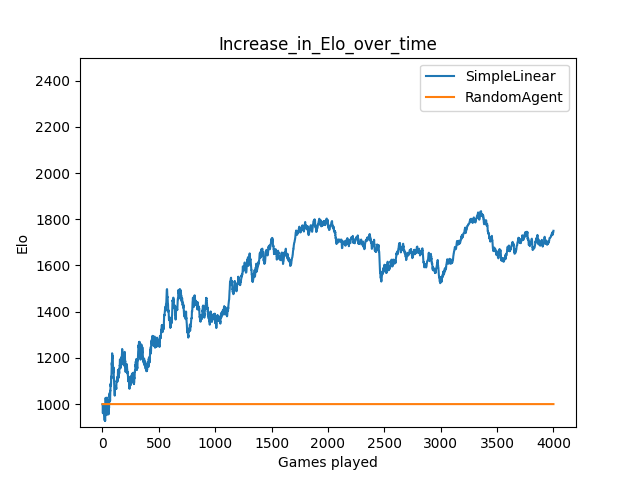 Increase_in_Elo_over_time
SimpleLinear
RandomAgent
2400
2200
2000
1800
1600
1400
1200
1000
Elo
0 500 1000 1500 2000 2500 3000 3500 4000
Games played